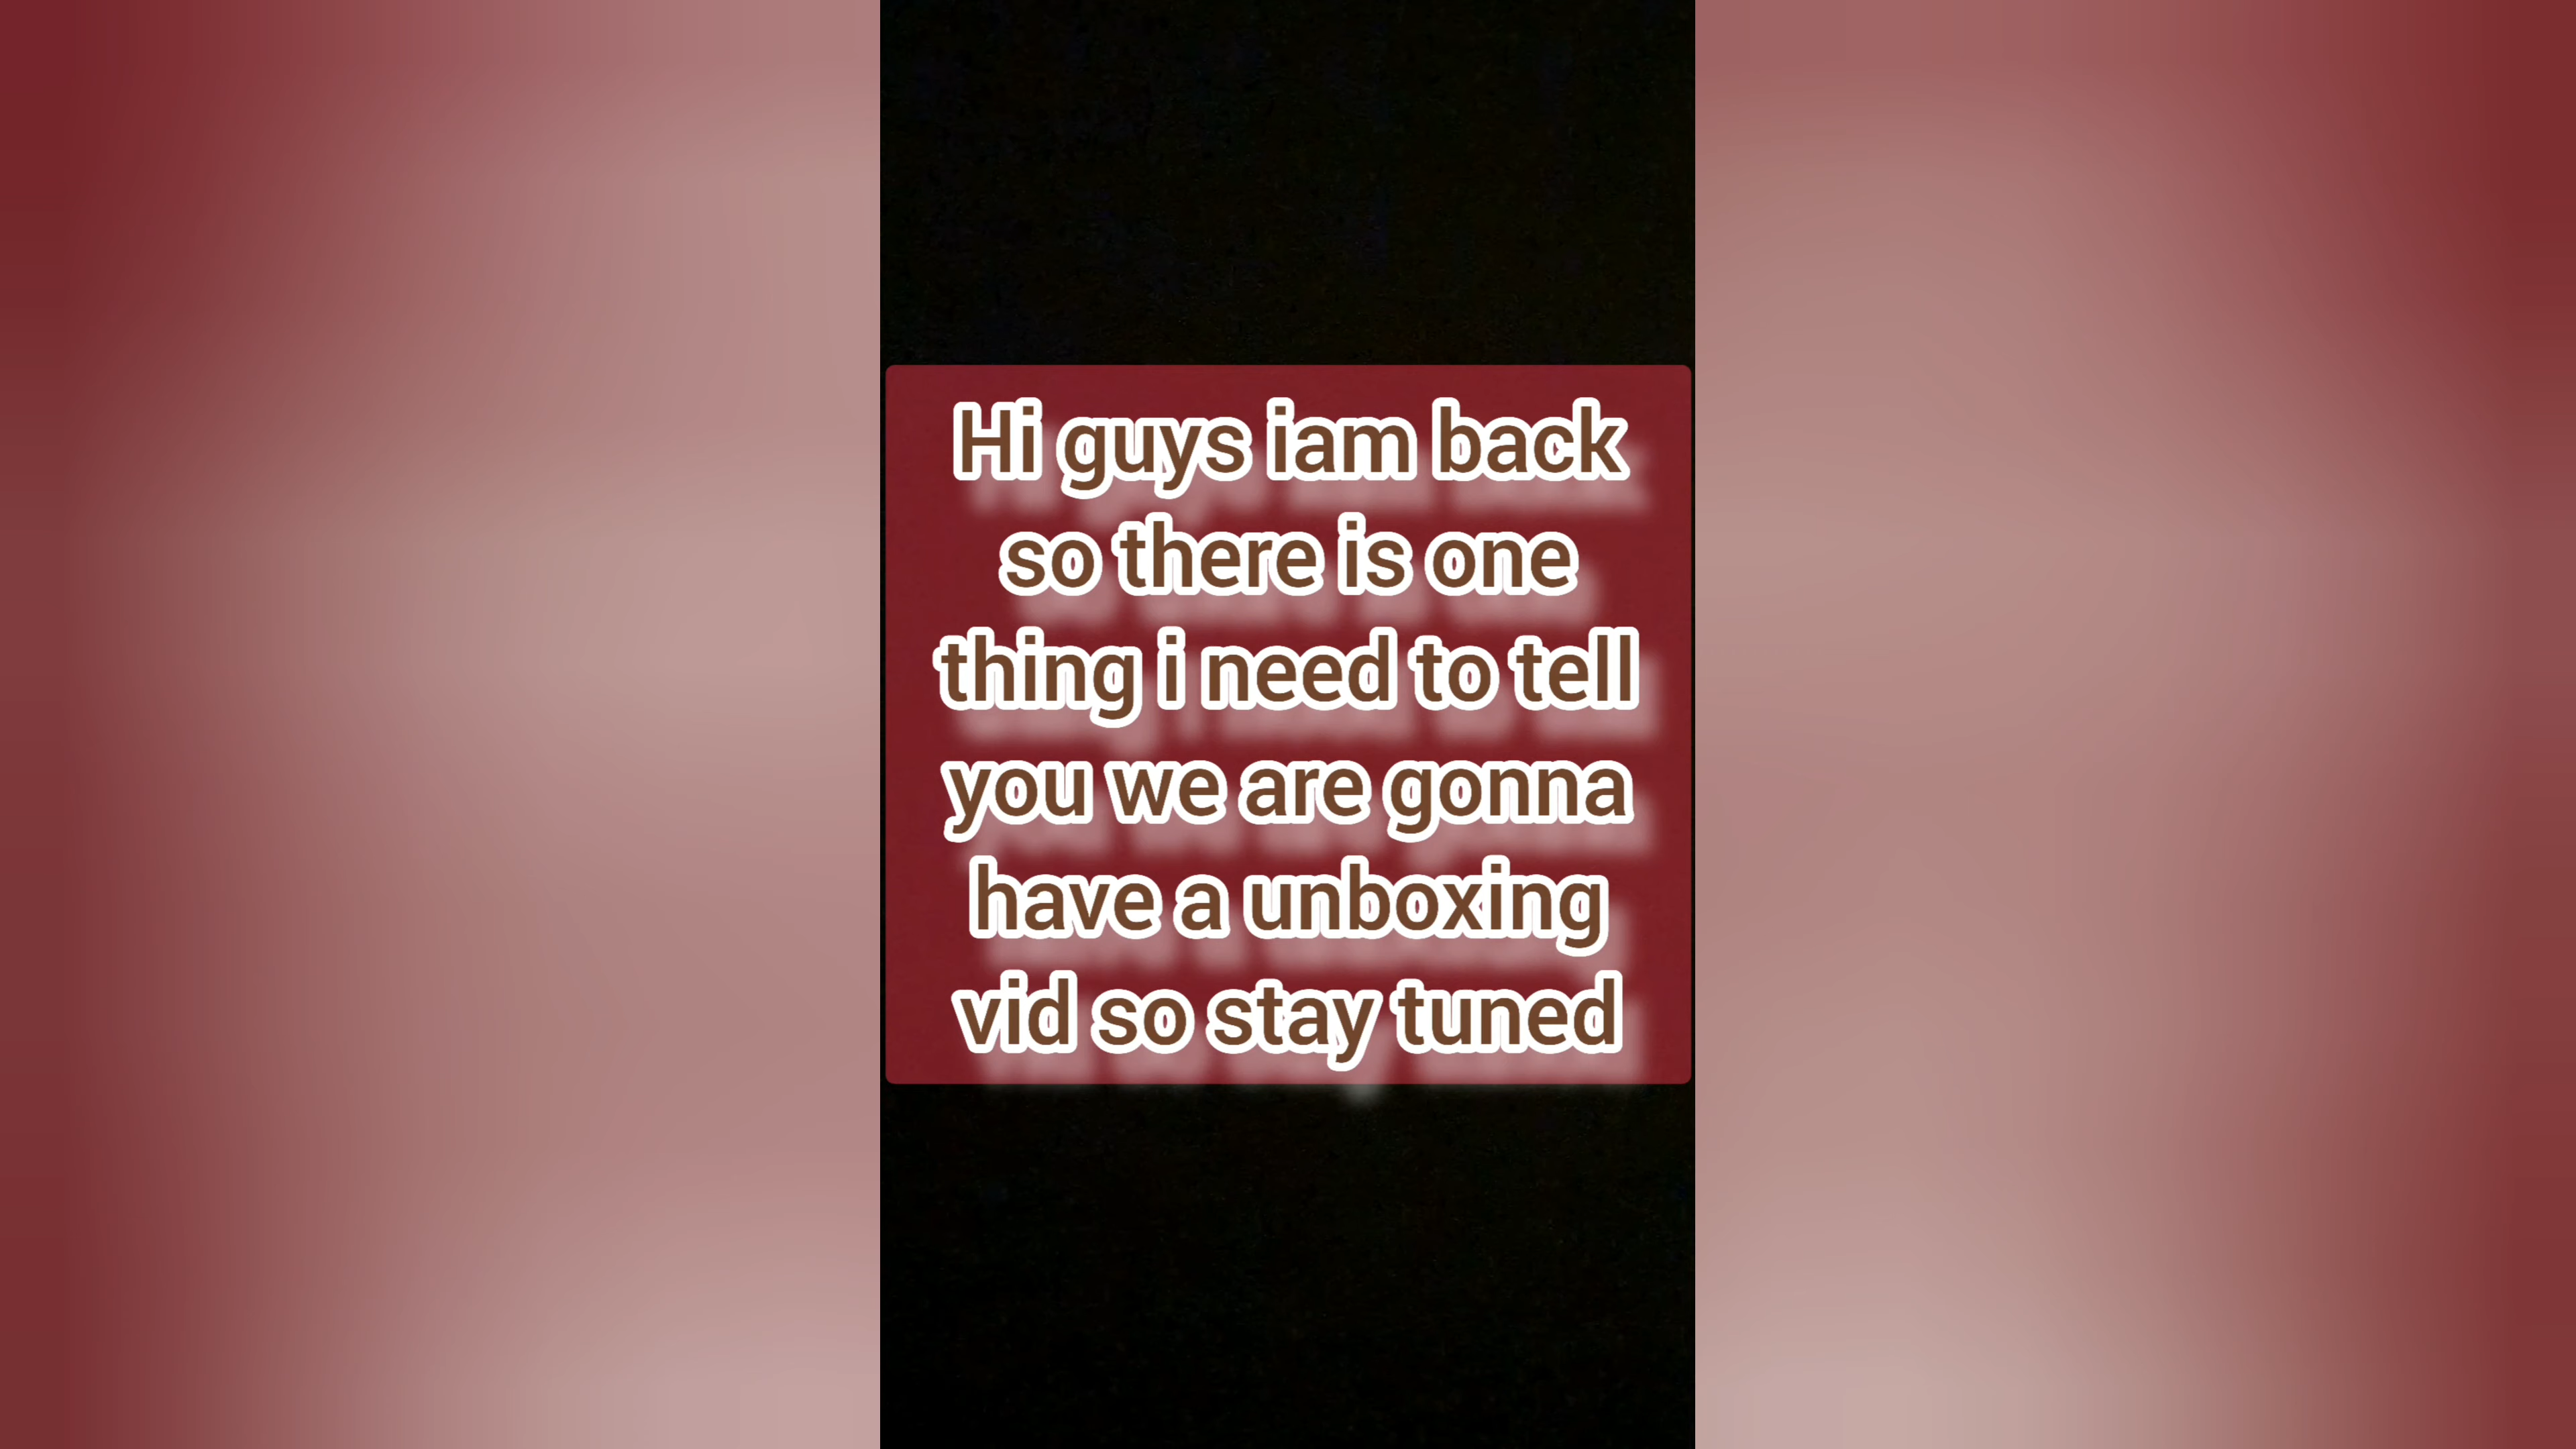 Hi guys iam back
so there is one
thing i need to tell
you we are gonna
have a unboxing
vid so stay tuned